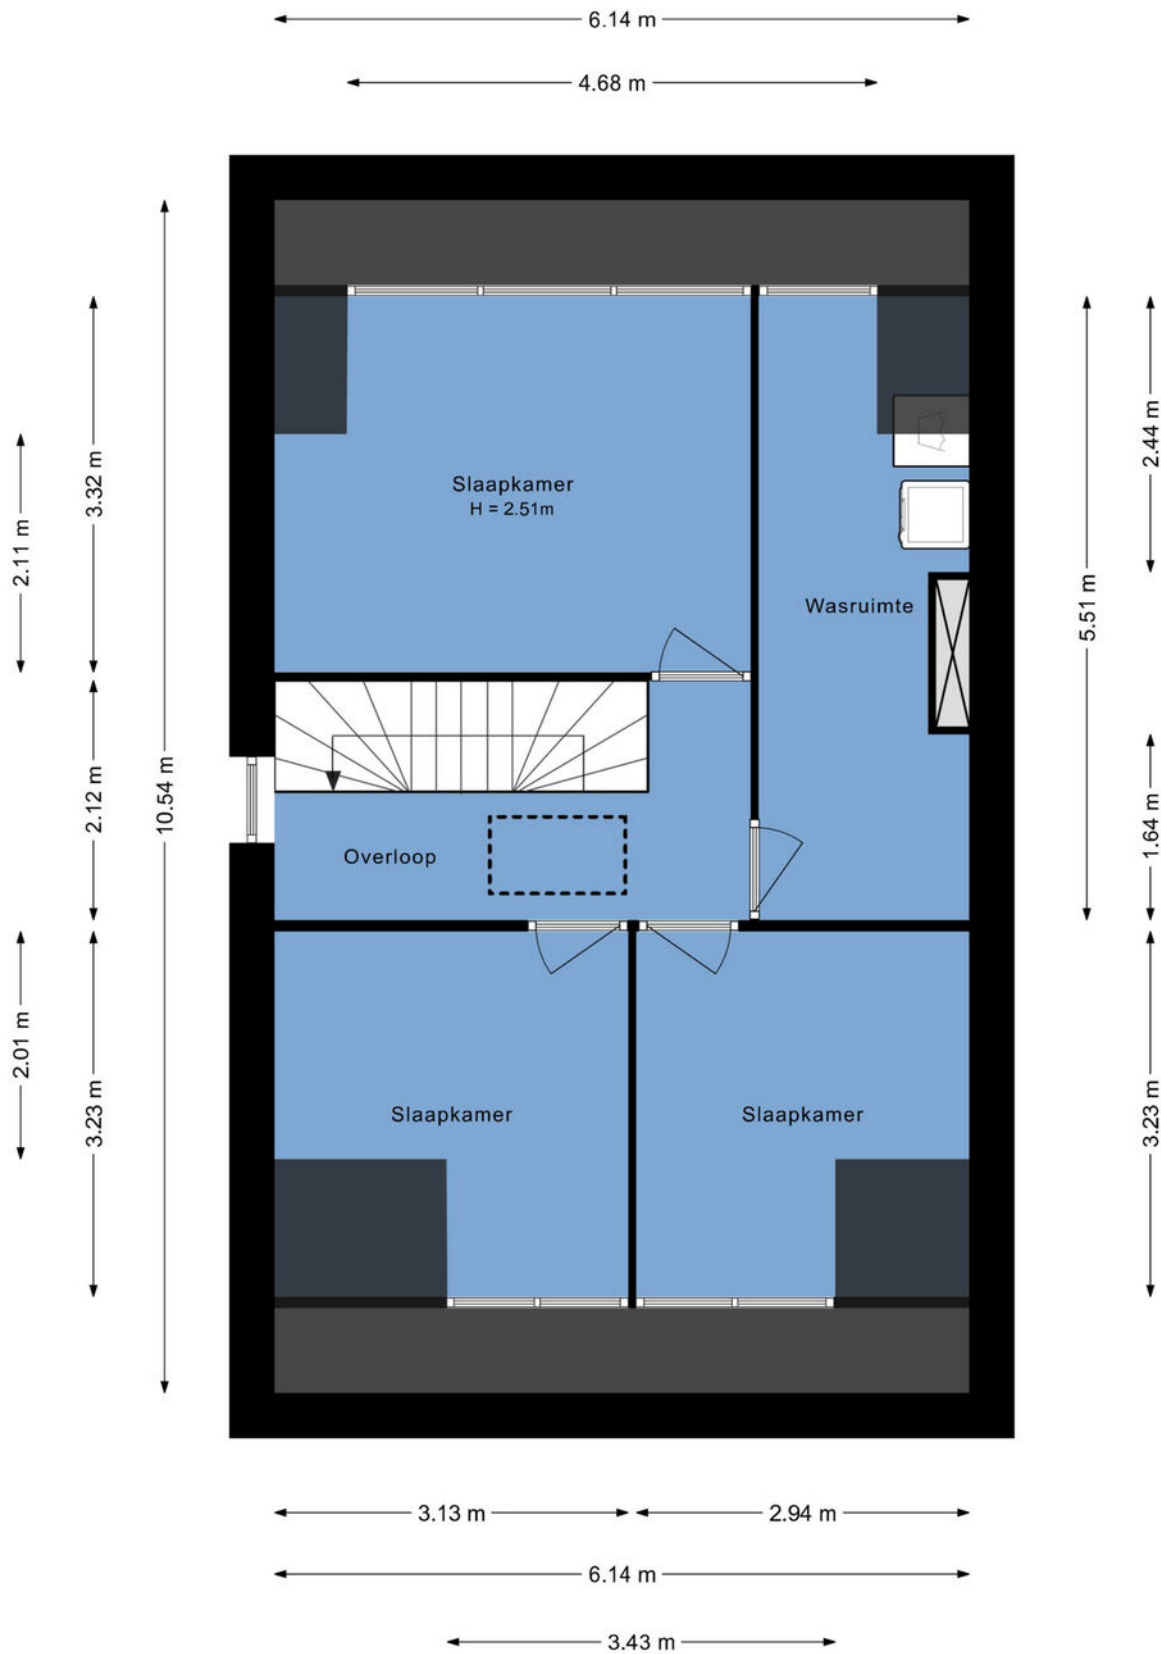 6.14 m
4.68 m
3.32 m
2.11 m
2.12 m
10.54 m
2.01 m
3.23 m
2.44 m
5.51 m
1.64 m
3.23 m
Slaapkamer
H = 2.51m
Wasruimte
Overloop
Slaapkamer
Slaapkamer
3.13 m
2.94 m
6.14 m
3.43 m